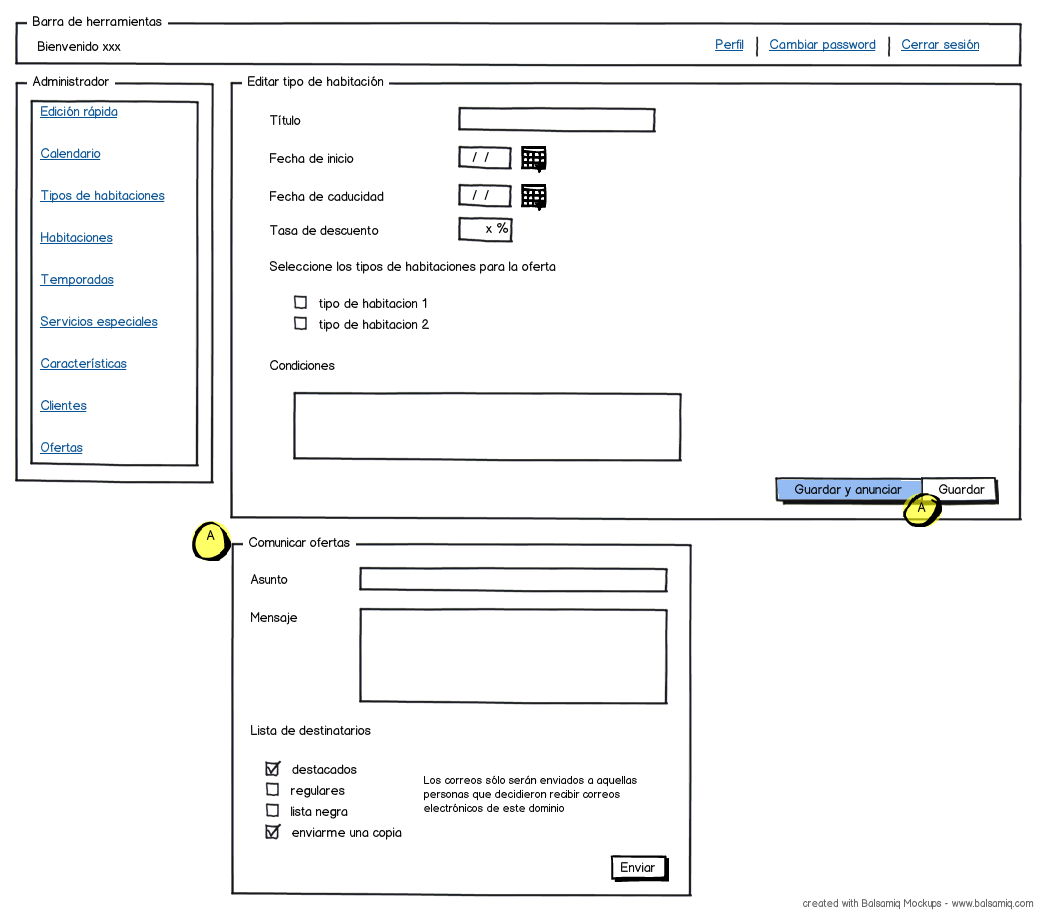 Barra de herramientas
Bienvenido xxx
Perfil | Cambiar password | Cerrar sesión
Administrador
Edición rápida
Calendario
Tipos de habitaciones
Habitaciones
Temporadas
Servicios especiales
Características
Clientes
Ofertas
Editar tipo de habitación
Título
Fecha de inicio / /
Fecha de caducidad / /
Tasa de descuento x %
Seleccione los tipos de habitaciones para la oferta
tipo de habitacion 1
tipo de habitacion 2
Condiciones
Guardar y anunciar Guardar
A
A
Comunicar ofertas
Asunto
Mensaje
Lista de destinatarios
destacados
regulares
lista negra
enviarme una copia
Los correos sólo serán enviados a aquellas
personas que decidieron recibir correos
electrónicos de este dominio
Enviar
created with Balsamiq Mockups - www.balsamiq.com